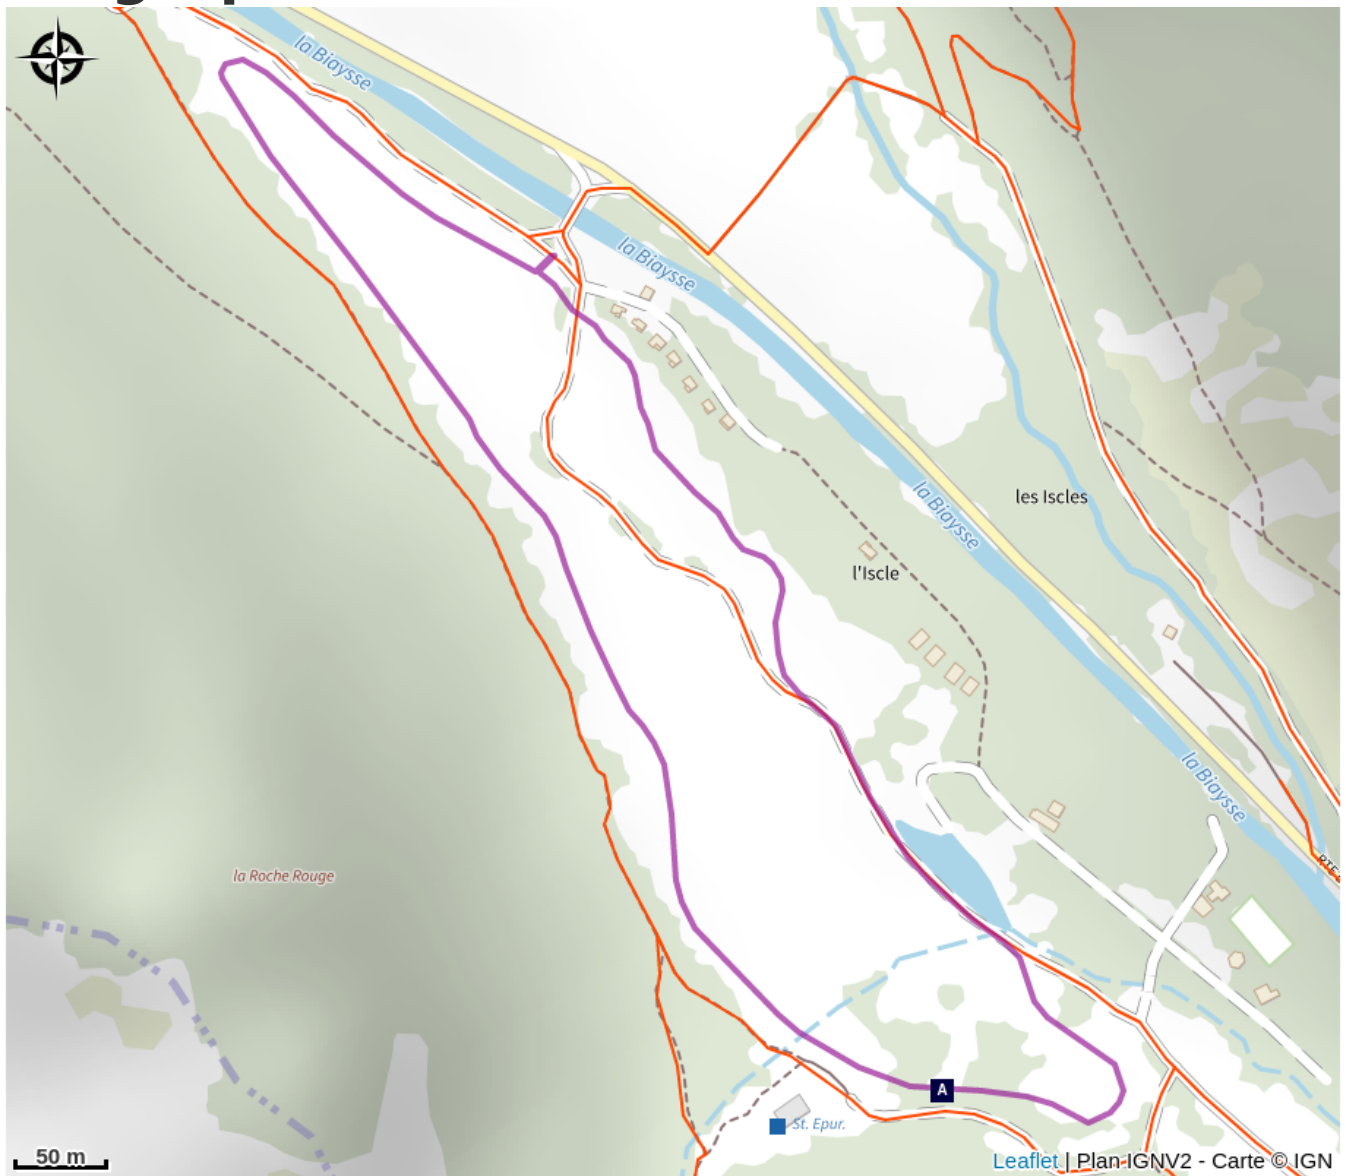 la Biaysse
la Biaysse
les Iscles
la Biaysse
l'Iscle
la Biaysse
RTE
la Roche Rouge
A
St. Epur.
50 m
Leaflet | Plan IGNV2 - Carte © IGN